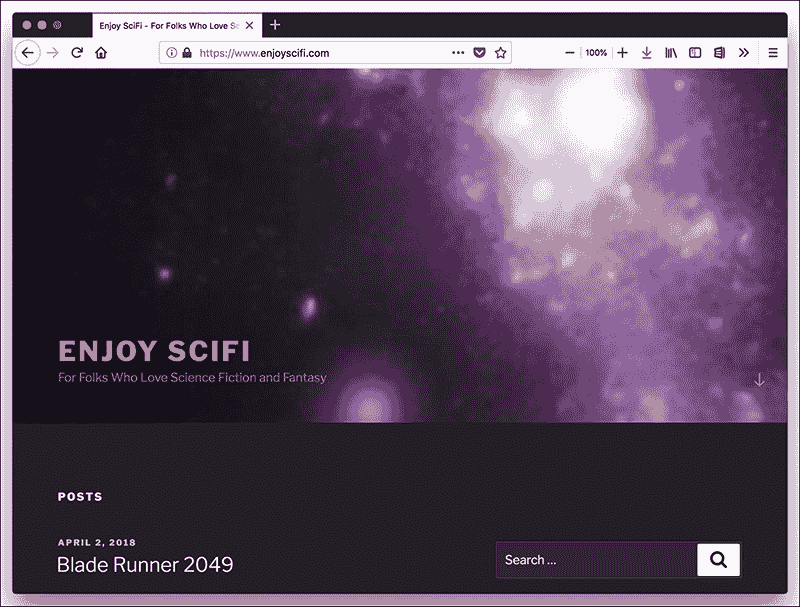 Enjoy SciFi - For Folks Who Love Sc
https://www.enjoyscifi.com
100%
ENJOY SCIFI
For Folks Who Love Science Fiction and Fantasy
POSTS
APRIL 2, 2018
Blade Runner 2049
Search ...